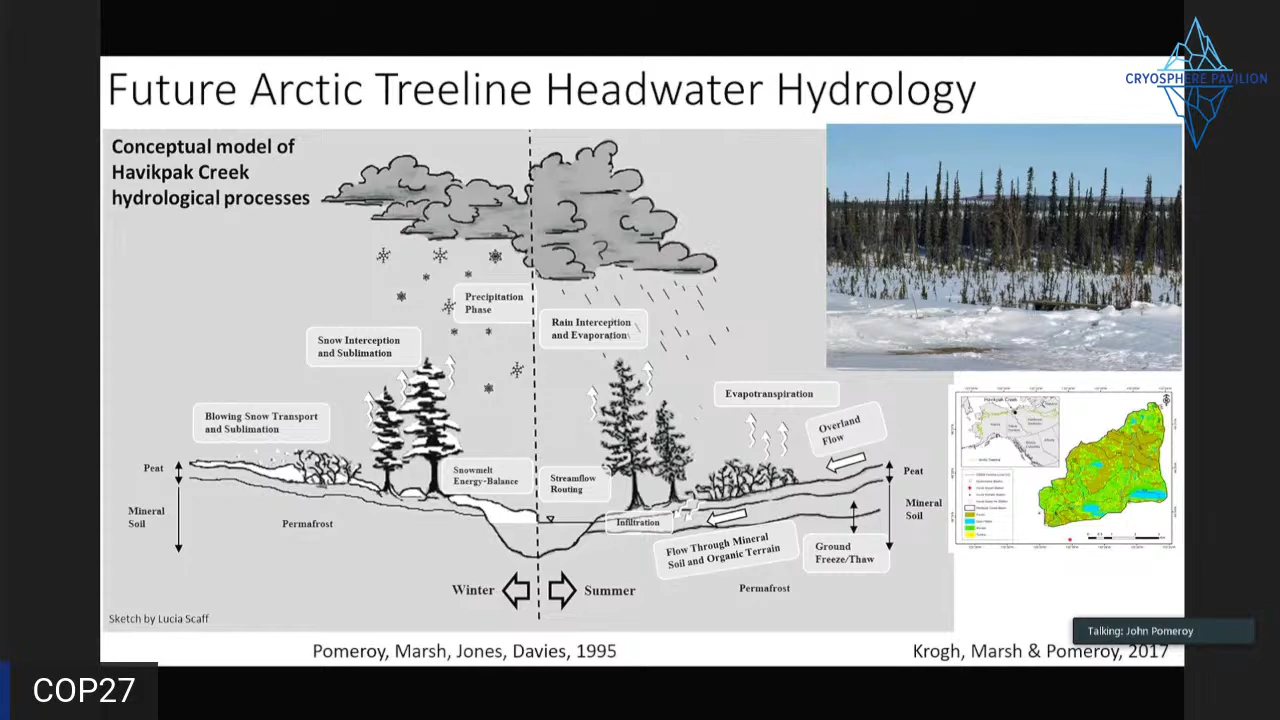 CRYOSPHERE PAVILION
Future Arctic Treeline Headwater Hydrology
Conceptual model of
Havikpak Creek
hydrological processes
Precipitation
Phase
Rain Interception
and Evaporation
Snow Interception
and Sublimation
Evapotranspiration
Blowing Snow Transport
and Sublimation
Overland
Flow
Snowmelt
Energy-Balance
Streamflow
Routing
Peat
Mineral
Soil
Permafrost
Infiltration
Flow Through Mineral
Soil and Organic Terrain
Ground
Freeze/Thaw
Peat
Mineral
Soil
Permafrost
Winter
Summer
Havikpak Creek
Sketch by Lucia Scaff
Talking: John Pomeroy
Pomeroy, Marsh, Jones, Davies, 1995
Krogh, Marsh & Pomeroy, 2017
COP27